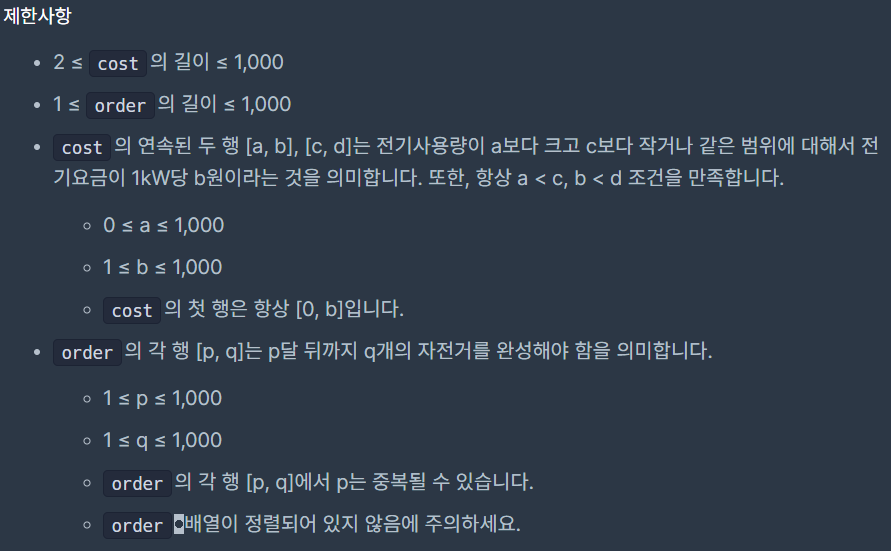 제한사항
• 2 ≤ cost 의 길이 ≤ 1,000
• 1 ≤ order 의 길이 ≤ 1,000
• cost 의 연속된 두 행 [a, b], [c, d]는 전기사용량이 a보다 크고 c보다 작거나 같은 범위에 대해서 전
기요금이 1kW당 b원이라는 것을 의미합니다. 또한, 항상 a < c, b < d 조건을 만족합니다.
◦ 0 ≤ a ≤ 1,000
◦ 1 ≤ b ≤ 1,000
◦ cost 의 첫 행은 항상 [0, b]입니다.
• order 의 각 행 [p, q]는 p달 뒤까지 q개의 자전거를 완성해야 함을 의미합니다.
◦ 1 ≤ p ≤ 1,000
◦ 1 ≤ q ≤ 1,000
◦ order 의 각 행 [p, q]에서 p는 중복될 수 있습니다.
◦ order •배열이 정렬되어 있지 않음에 주의하세요.